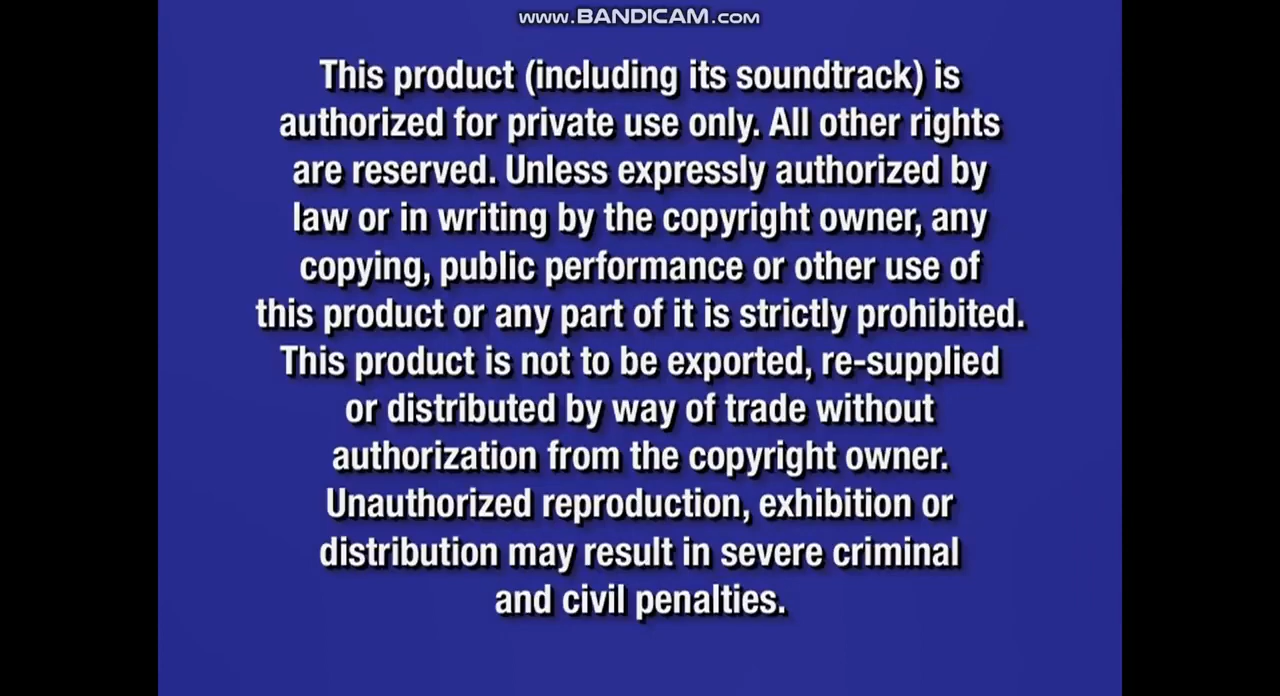 www.BANDICAM.com
This product (including its soundtrack) is
authorized for private use only. All other rights
are reserved. Unless expressly authorized by
law or in writing by the copyright owner, any
copying, public performance or other use of
this product or any part of it is strictly prohibited.
This product is not to be exported, re-supplied
or distributed by way of trade without
authorization from the copyright owner.
Unauthorized reproduction, exhibition or
distribution may result in severe criminal
and civil penalties.